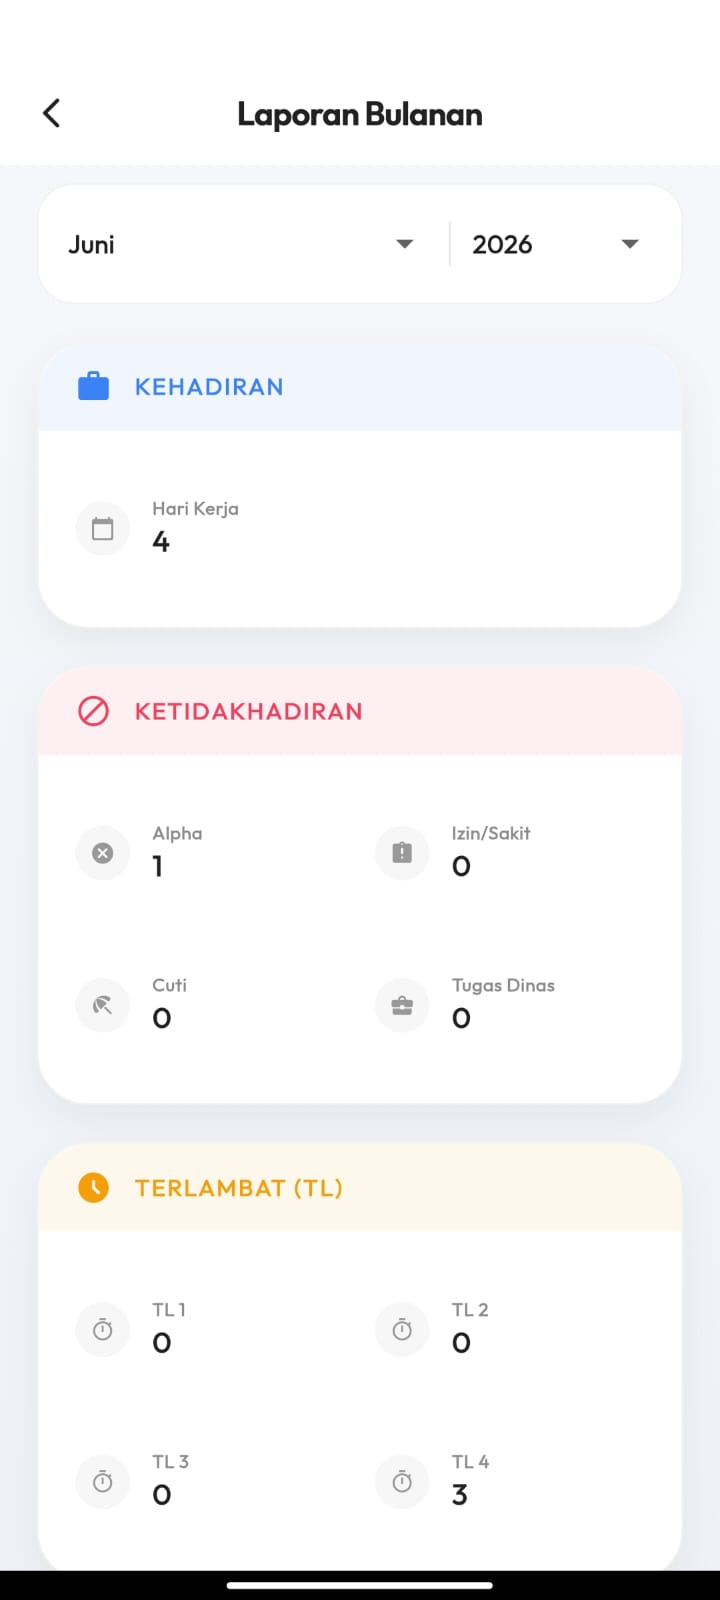 Laporan Bulanan
Juni 2026
KEHADIRAN
Hari Kerja
4
KETIDAKHADIRAN
Alpha Izin/Sakit
1 0
Cuti Tugas Dinas
0 0
TERLAMBAT (TL)
TL 1 TL 2
0 0
TL 3 TL 4
0 3